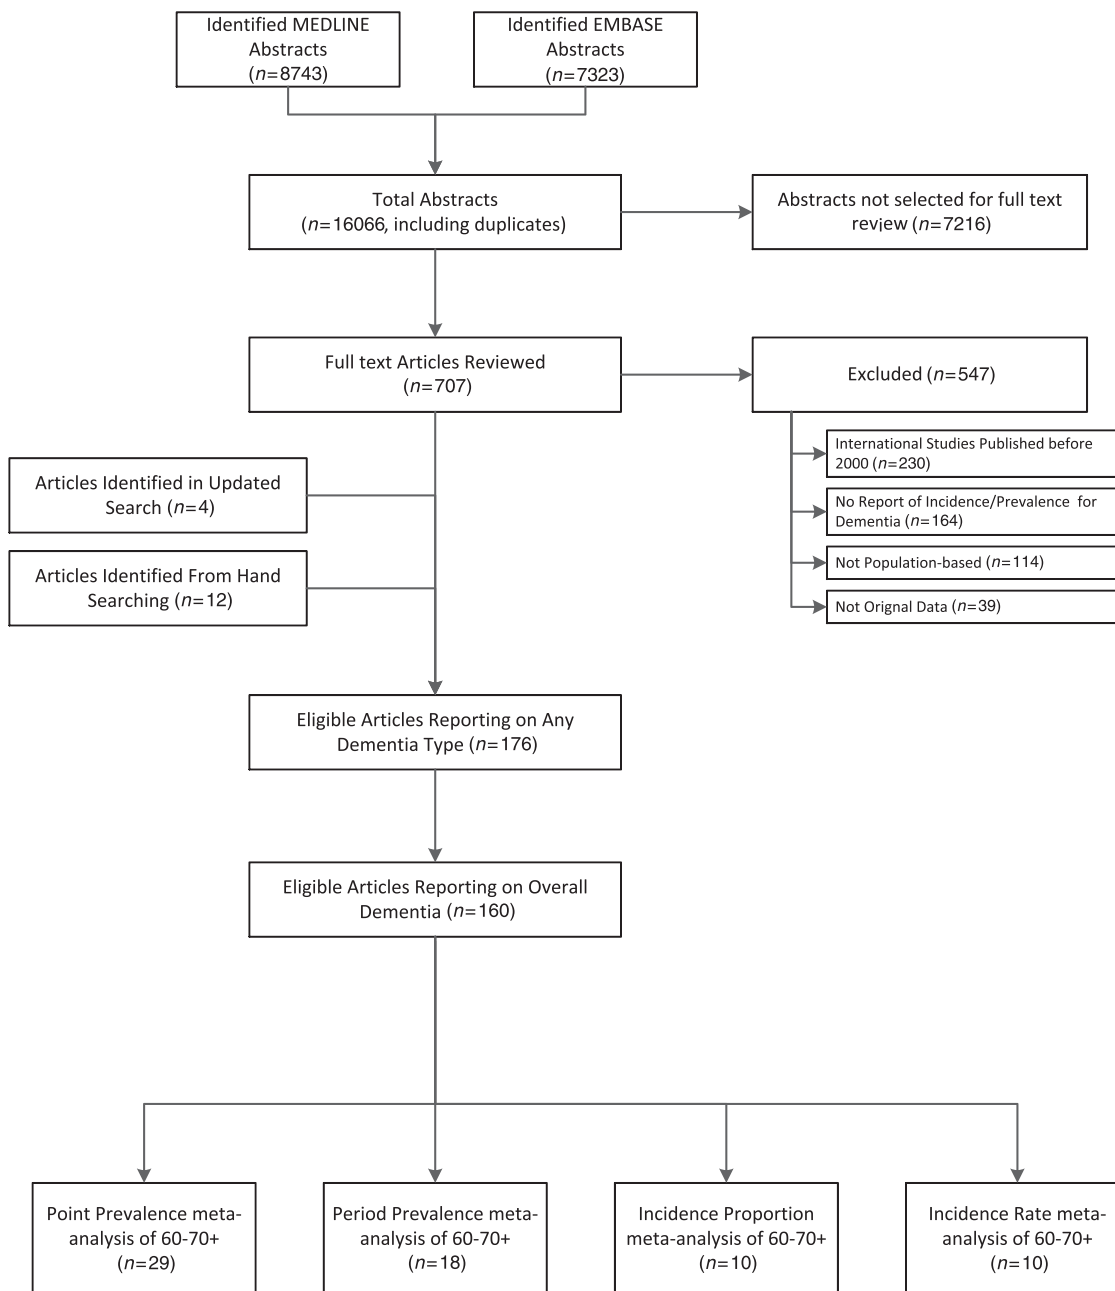 Identified MEDLINE
Abstracts
(n=8743)
Identified EMBASE
Abstracts
(n=7323)
Total Abstracts
(n=16066, including duplicates)
Abstracts not selected for full text
review (n=7216)
Full text Articles Reviewed
(n=707)
Excluded (n=547)
International Studies Published before
2000 (n=230)
No Report of Incidence/Prevalence for
Dementia (n=164)
Not Population-based (n=114)
Not Orignal Data (n=39)
Articles Identified in Updated
Search (n=4)
Articles Identified From Hand
Searching (n=12)
Eligible Articles Reporting on Any
Dementia Type (n=176)
Eligible Articles Reporting on Overall
Dementia (n=160)
Point Prevalence meta-
analysis of 60-70+
(n=29)
Period Prevalence meta-
analysis of 60-70+
(n=18)
Incidence Proportion
meta-analysis of 60-70+
(n=10)
Incidence Rate meta-
analysis of 60-70+
(n=10)